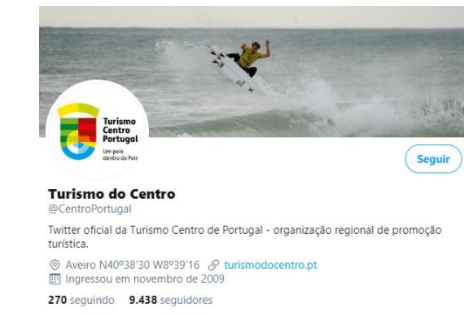 Turismo
Centro
Portugal
Um país
dentro do País
Seguir
Turismo do Centro
@CentroPortugal
Twitter oficial da Turismo Centro de Portugal - organização regional de promoção
turística.
Aveiro N40º38'30 W8º39'16 turismodocentro.pt
Ingressou em novembro de 2009
270 seguindo 9.438 seguidores